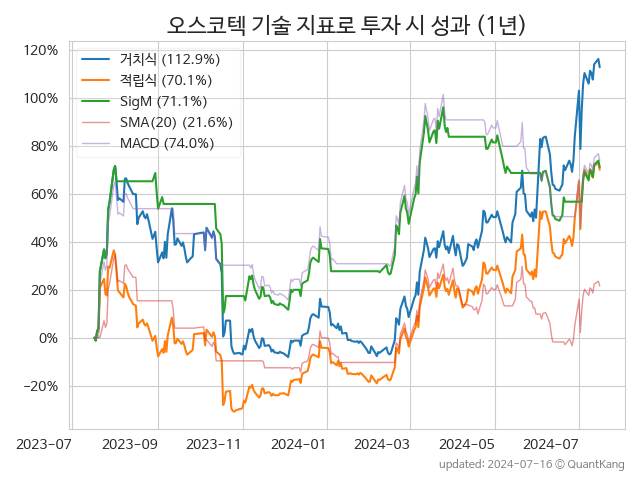 오스코텍 기술 지표로 투자 시 성과 (1년)
120%
100%
80%
60%
40%
20%
0%
−20%
거치식 (112.9%)
적립식 (70.1%)
SigM (71.1%)
SMA(20) (21.6%)
MACD (74.0%)
2023-07
2023-09
2023-11
2024-01
2024-03
2024-05
2024-07
updated: 2024-07-16 © QuantKang